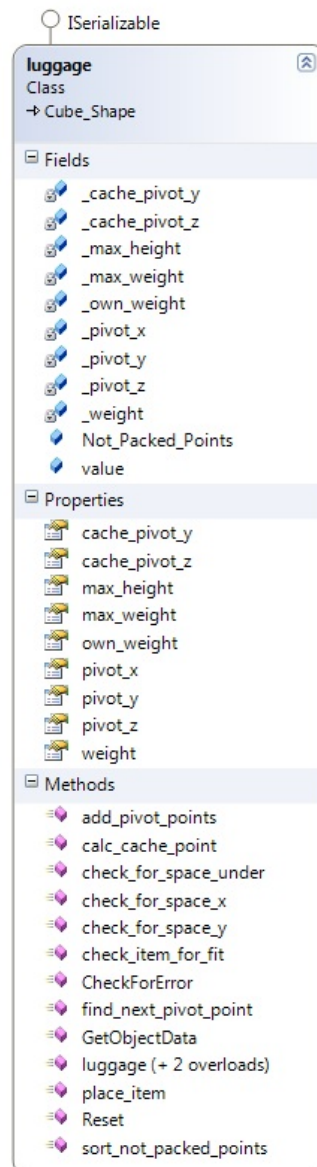 ISerializable
luggage
Class
Cube_Shape
Fields
_cache_pivot_y
_cache_pivot_z
_max_height
_max_weight
_own_weight
_pivot_x
_pivot_y
_pivot_z
_weight
Not_Packed_Points
value
Properties
cache_pivot_y
cache_pivot_z
max_height
max_weight
own_weight
pivot_x
pivot_y
pivot_z
weight
Methods
add_pivot_points
calc_cache_point
check_for_space_under
check_for_space_x
check_for_space_y
check_item_for_fit
CheckForError
find_next_pivot_point
GetObjectData
luggage (+ 2 overloads)
place_item
Reset
sort_not_packed_points